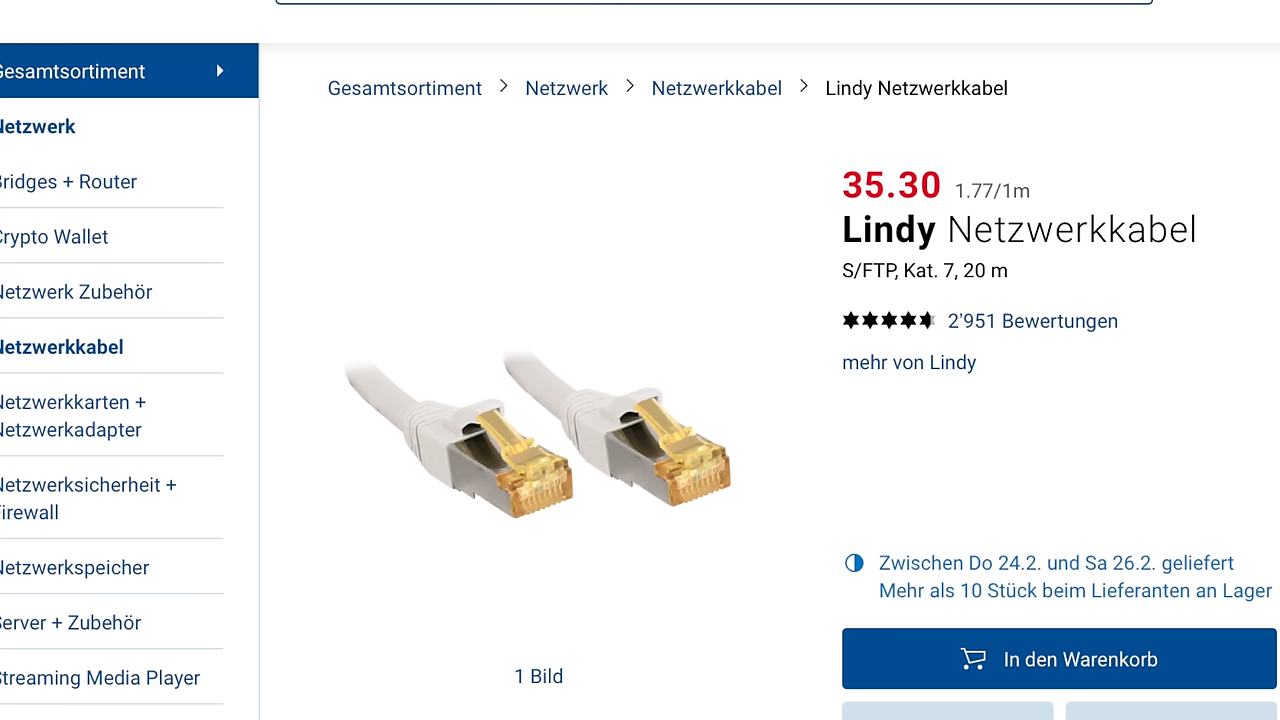 Gesamtsortiment
Netzwerk
Bridges + Router
Crypto Wallet
Netzwerk Zubehör
Netzwerkkabel
Netzwerkkarten +
Netzwerkadapter
Netzwerksicherheit +
Firewall
Netzwerkspeicher
Server + Zubehör
Streaming Media Player
Gesamtsortiment > Netzwerk > Netzwerkkabel > Lindy Netzwerkkabel
35.30 1.77/1m
Lindy Netzwerkkabel
S/FTP, Kat. 7, 20 m
2’951 Bewertungen
mehr von Lindy
Zwischen Do 24.2. und Sa 26.2. geliefert
Mehr als 10 Stück beim Lieferanten an Lager
In den Warenkorb
1 Bild